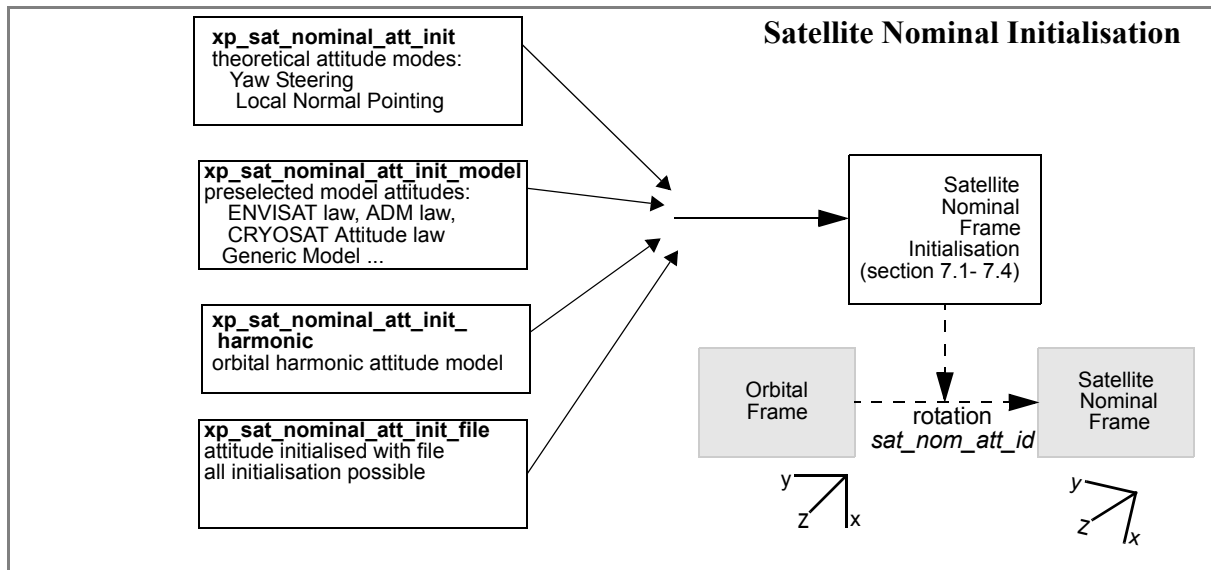 Satellite Nominal Initialisation
xp_sat_nominal_att_init
theoretical attitude modes:
Yaw Steering
Local Normal Pointing
xp_sat_nominal_att_init_model
preselected model attitudes:
ENVISAT law, ADM law,
CRYOSAT Attitude law
Generic Model ...
xp_sat_nominal_att_init_
harmonic
orbital harmonic attitude model
xp_sat_nominal_att_init_file
attitude initialised with file
all initialisation possible
Satellite
Nominal
Frame
Initialisation
(section 7.1- 7.4)
Orbital
Frame
rotation
sat_nom_att_id
Satellite
Nominal
Frame
y
z
x
y
z
x